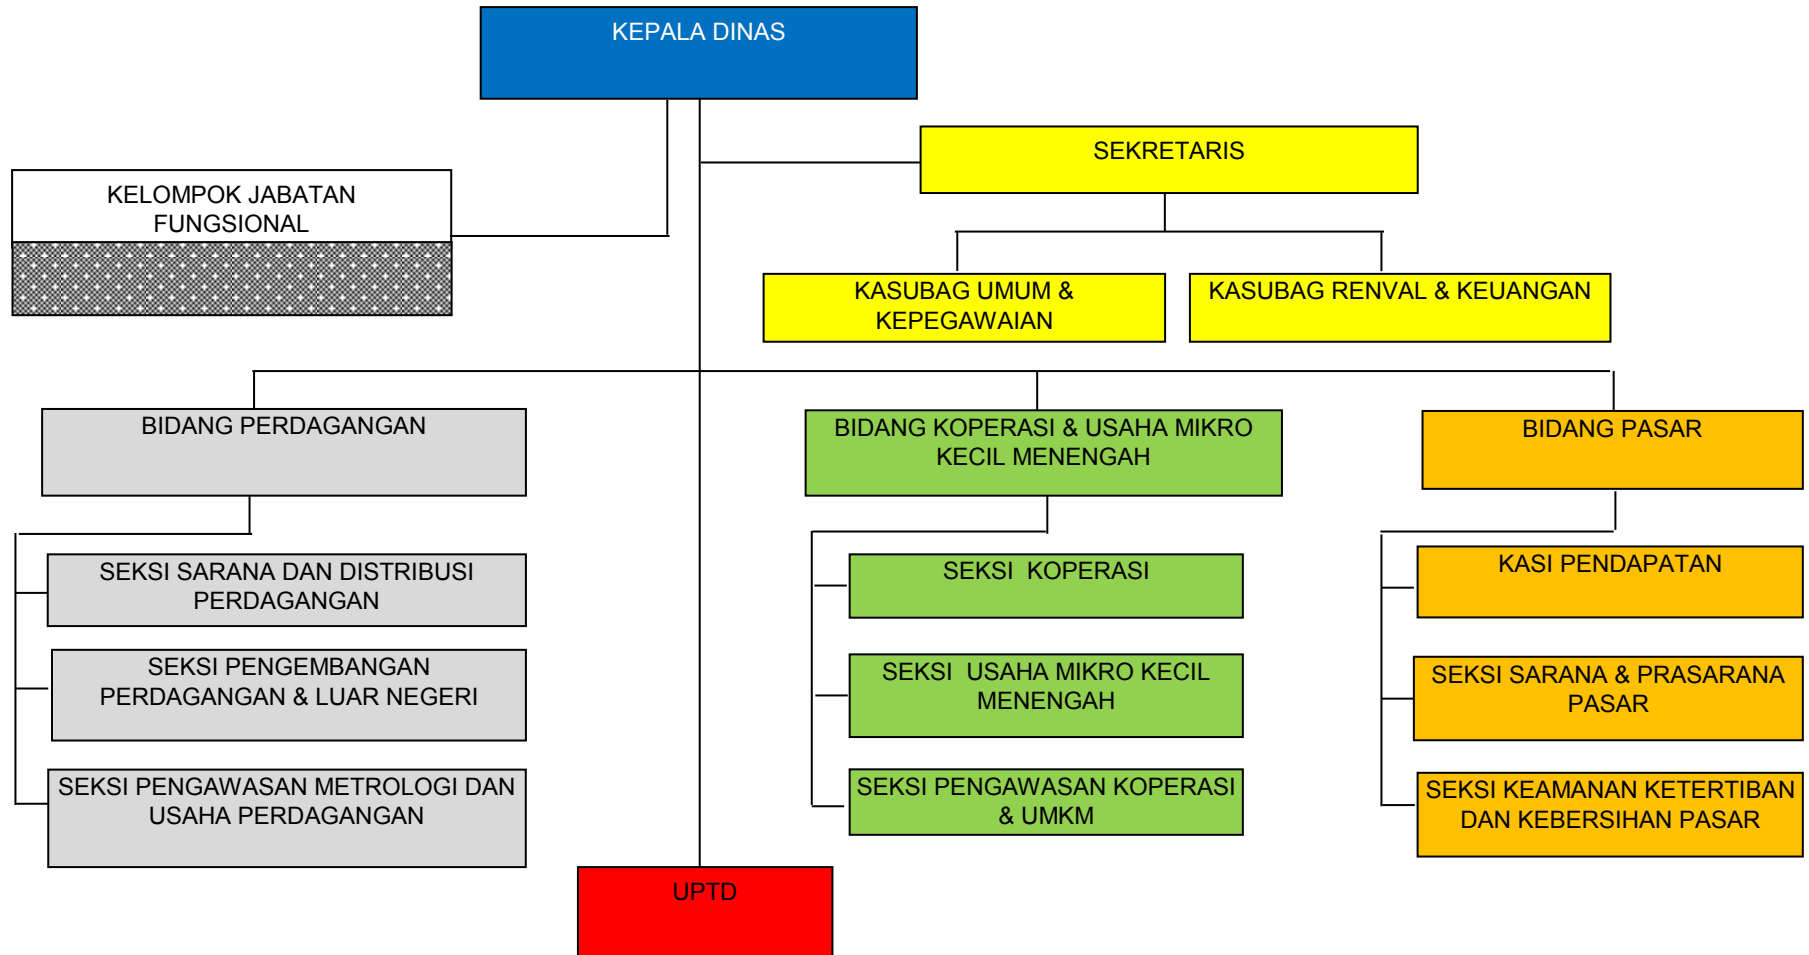 KEPALA DINAS
SEKRETARIS
KELOMPOK JABATAN
FUNGSIONAL
KASUBAG UMUM &
KEPEGAWAIAN
KASUBAG RENVAL & KEUANGAN
BIDANG PERDAGANGAN
BIDANG KOPERASI & USAHA MIKRO
KECIL MENENGAH
BIDANG PASAR
SEKSI SARANA DAN DISTRIBUSI
PERDAGANGAN
SEKSI PENGEMBANGAN
PERDAGANGAN & LUAR NEGERI
SEKSI PENGAWASAN METROLOGI DAN
USAHA PERDAGANGAN
SEKSI  KOPERASI
SEKSI  USAHA MIKRO KECIL
MENENGAH
SEKSI PENGAWASAN KOPERASI
& UMKM
KASI PENDAPATAN
SEKSI SARANA & PRASARANA
PASAR
SEKSI KEAMANAN KETERTIBAN
DAN KEBERSIHAN PASAR
UPTD